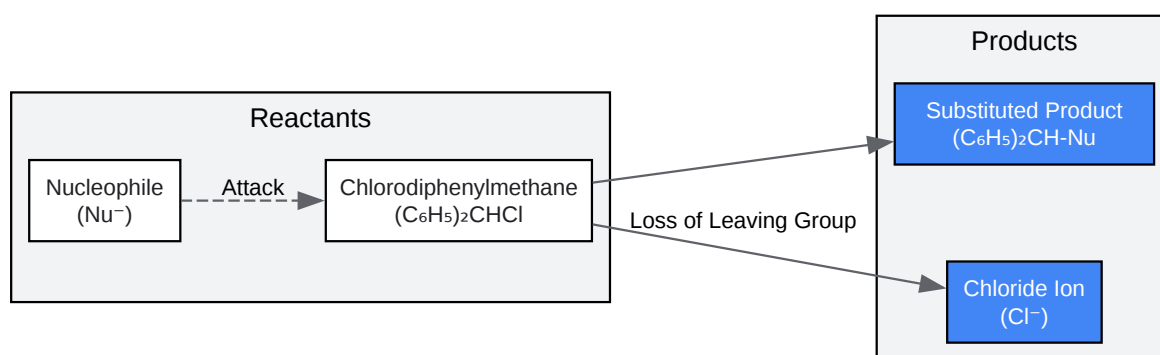 Products
Reactants
Substituted Product
(C₆H₅)₂CH-Nu
Nucleophile
(Nu⁻)
Attack
Chlorodiphenylmethane
(C₆H₅)₂CHCl
Loss of Leaving Group
Chloride Ion
(Cl⁻)